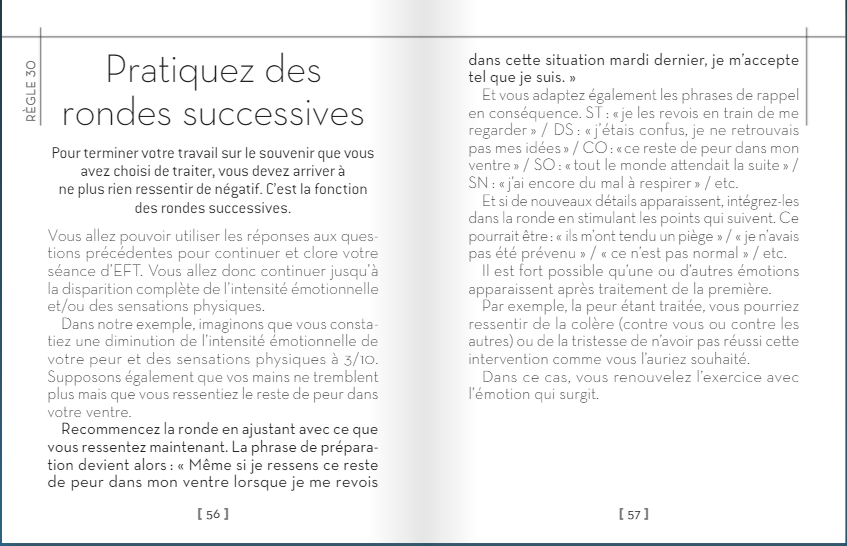 RÈGLE 30
Pratiquez des
rondes successives
Pour terminer votre travail sur le souvenir que vous
avez choisi de traiter, vous devez arriver à
ne plus rien ressentir de négatif. C’est la fonction
des rondes successives.
Vous allez pouvoir utiliser les réponses aux ques-
tions précédentes pour continuer et clore votre
séance d’EFT. Vous allez donc continuer jusqu’à
la disparition complète de l’intensité émotionnelle
et/ou des sensations physiques.
Dans notre exemple, imaginons que vous consta-
tiez une diminution de l’intensité émotionnelle de
votre peur et des sensations physiques à 3/10.
Supposons également que vos mains ne tremblent
plus mais que vous ressentiez le reste de peur dans
votre ventre.
Recommencez la ronde en ajustant avec ce que
vous ressentez maintenant. La phrase de prépara-
tion devient alors : « Même si je ressens ce reste
de peur dans mon ventre lorsque je me revois
[ 56 ]
dans cette situation mardi dernier, je m’accepte
tel que je suis. »
Et vous adaptez également les phrases de rappel
en conséquence. ST : « je les revois en train de me
regarder » / DS : « j’étais confus, je ne retrouvais
pas mes idées » / CO : « ce reste de peur dans mon
ventre » / SO : « tout le monde attendait la suite » /
SN : « j’ai encore du mal à respirer » / etc.
Et si de nouveaux détails apparaissent, intégrez-les
dans la ronde en stimulant les points qui suivent. Ce
pourrait être : « ils m’ont tendu un piège » / « je n’avais
pas été prévenu » / « ce n’est pas normal » / etc.
Il est fort possible qu’une ou d’autres émotions
apparaissent après traitement de la première.
Par exemple, la peur étant traitée, vous pourriez
ressentir de la colère (contre vous ou contre les
autres) ou de la tristesse de n’avoir pas réussi cette
intervention comme vous l’auriez souhaité.
Dans ce cas, vous renouvelez l’exercice avec
l’émotion qui surgit.
[ 57 ]